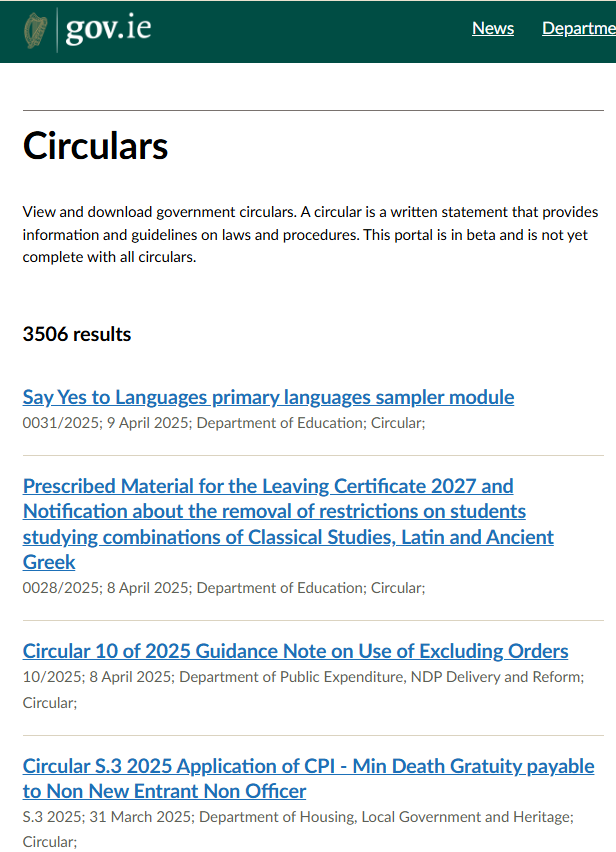 gov.ie
News Departme
Circulars
View and download government circulars. A circular is a written statement that provides
information and guidelines on laws and procedures. This portal is in beta and is not yet
complete with all circulars.
3506 results
Say Yes to Languages primary languages sampler module
0031/2025; 9 April 2025; Department of Education; Circular;
Prescribed Material for the Leaving Certificate 2027 and
Notification about the removal of restrictions on students
studying combinations of Classical Studies, Latin and Ancient
Greek
0028/2025; 8 April 2025; Department of Education; Circular;
Circular 10 of 2025 Guidance Note on Use of Excluding Orders
10/2025; 8 April 2025; Department of Public Expenditure, NDP Delivery and Reform;
Circular;
Circular S.3 2025 Application of CPI - Min Death Gratuity payable
to Non New Entrant Non Officer
S.3 2025; 31 March 2025; Department of Housing, Local Government and Heritage;
Circular;